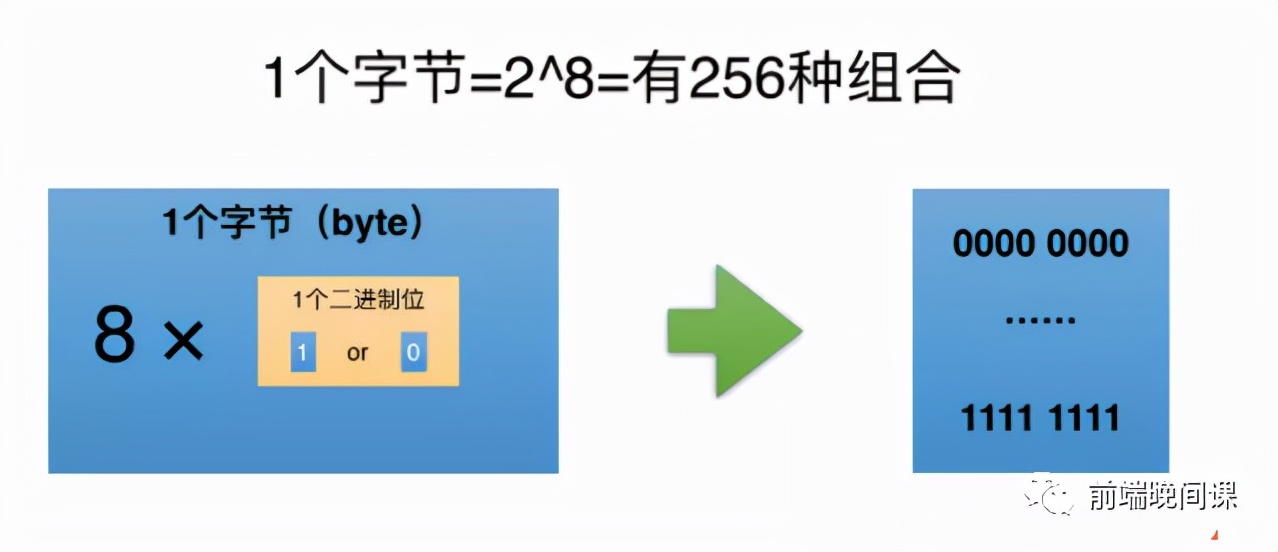 1个字节=2^8=有256种组合
1个字节（byte）
8 ×
1个二进制位
1 or 0
0000 0000
......
1111 1111
前端晚间课